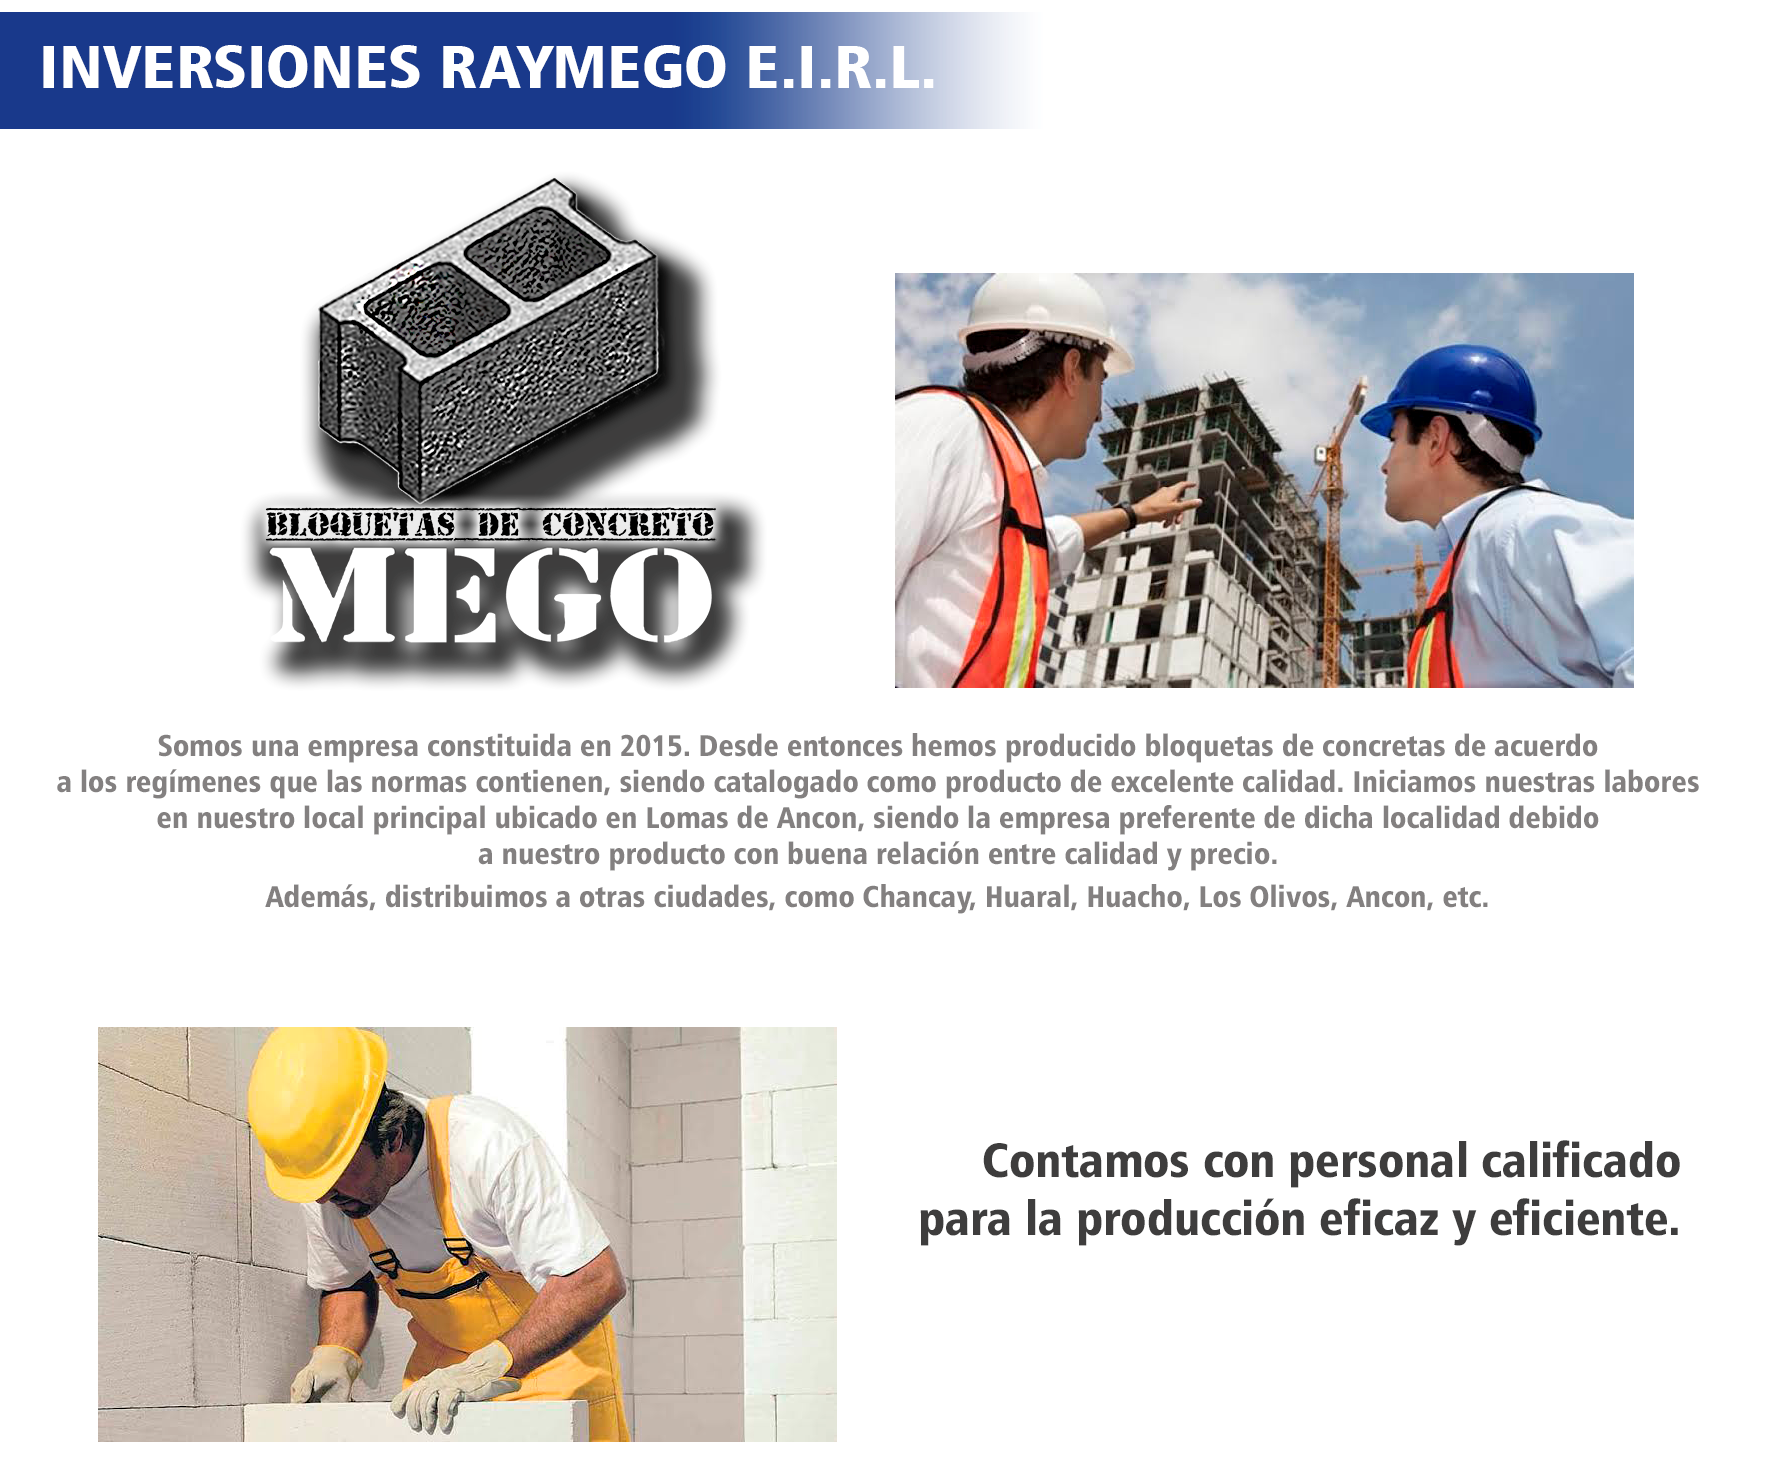 INVERSIONES RAYMEGO E.I.R.L.
BLOQUETAS DE CONCRETO
MEGO
Somos una empresa constituida en 2015. Desde entonces hemos producido bloquetas de concretas de acuerdo
a los regímenes que las normas contienen, siendo catalogado como producto de excelente calidad. Iniciamos nuestras labores
en nuestro local principal ubicado en Lomas de Ancon, siendo la empresa preferente de dicha localidad debido
a nuestro producto con buena relación entre calidad y precio.
Además, distribuimos a otras ciudades, como Chancay, Huaral, Huacho, Los Olivos, Ancon, etc.
Contamos con personal calificado
para la producción eficaz y eficiente.